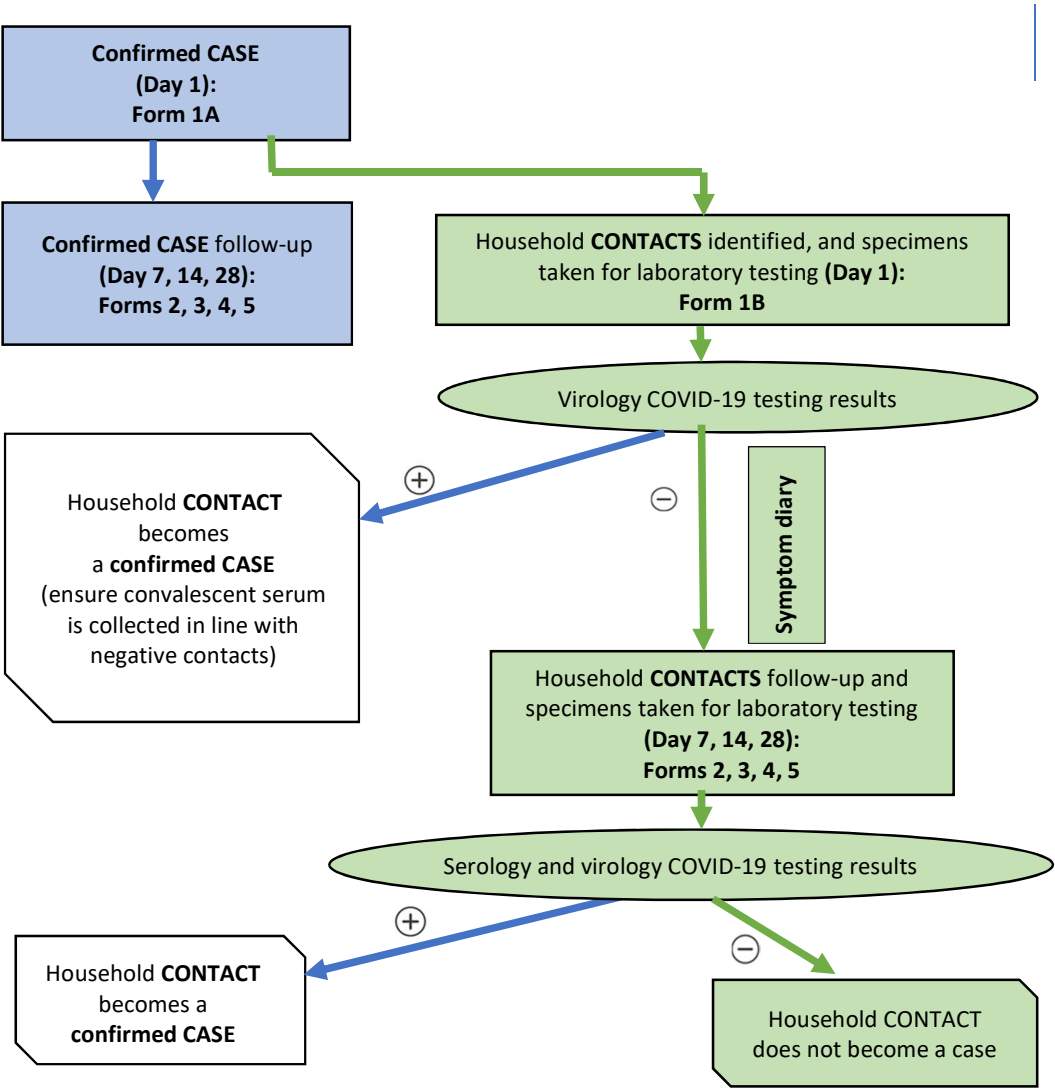 Confirmed CASE
(Day 1):
Form 1A
Confirmed CASE follow-up
(Day 7, 14, 28):
Forms 2, 3, 4, 5
Household CONTACTS identified, and specimens
taken for laboratory testing (Day 1):
Form 1B
Virology COVID-19 testing results
+
−
Symptom diary
Household CONTACT
becomes
a confirmed CASE
(ensure convalescent serum
is collected in line with
negative contacts)
Household CONTACTS follow-up and
specimens taken for laboratory testing
(Day 7, 14, 28):
Forms 2, 3, 4, 5
Serology and virology COVID-19 testing results
+
−
Household CONTACT
becomes a
confirmed CASE
Household CONTACT
does not become a case